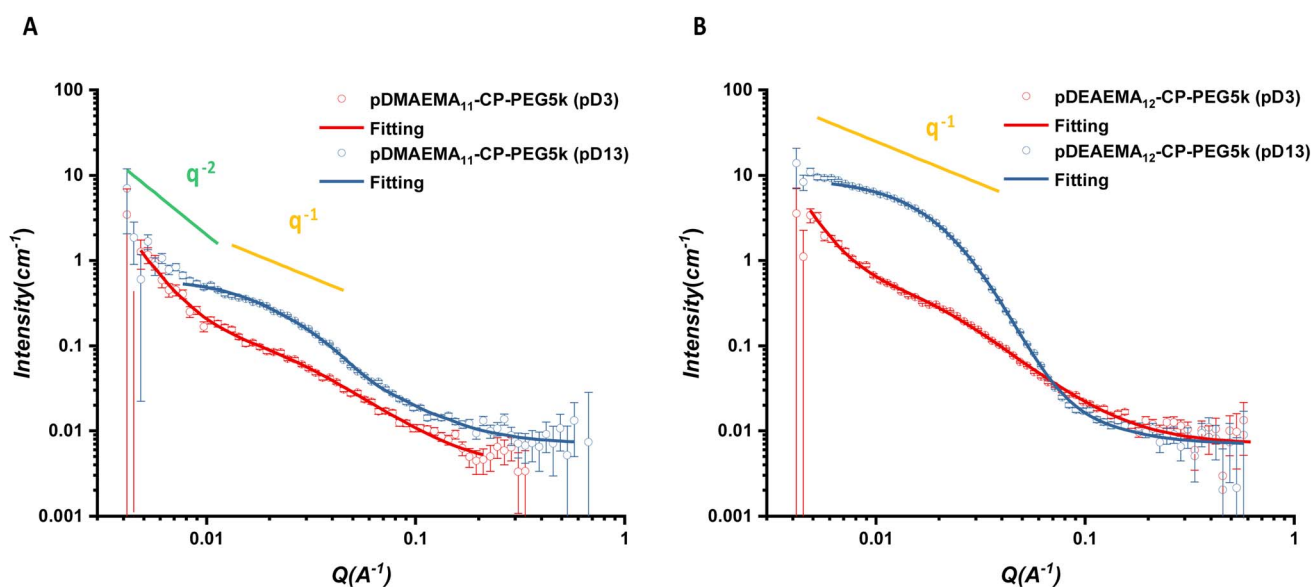 A
Intensity(cm⁻¹)
100
10
1
0.1
0.01
0.001
pDMAEMA₁₁-CP-PEG5k (pD3)
Fitting
pDMAEMA₁₁-CP-PEG5k (pD13)
Fitting
q⁻²
q⁻¹
0.01
0.1
1
Q(A⁻¹)
B
Intensity(cm⁻¹)
100
10
1
0.1
0.01
0.001
pDEAEMA₁₂-CP-PEG5k (pD3)
Fitting
pDEAEMA₁₂-CP-PEG5k (pD13)
Fitting
q⁻¹
0.01
0.1
1
Q(A⁻¹)